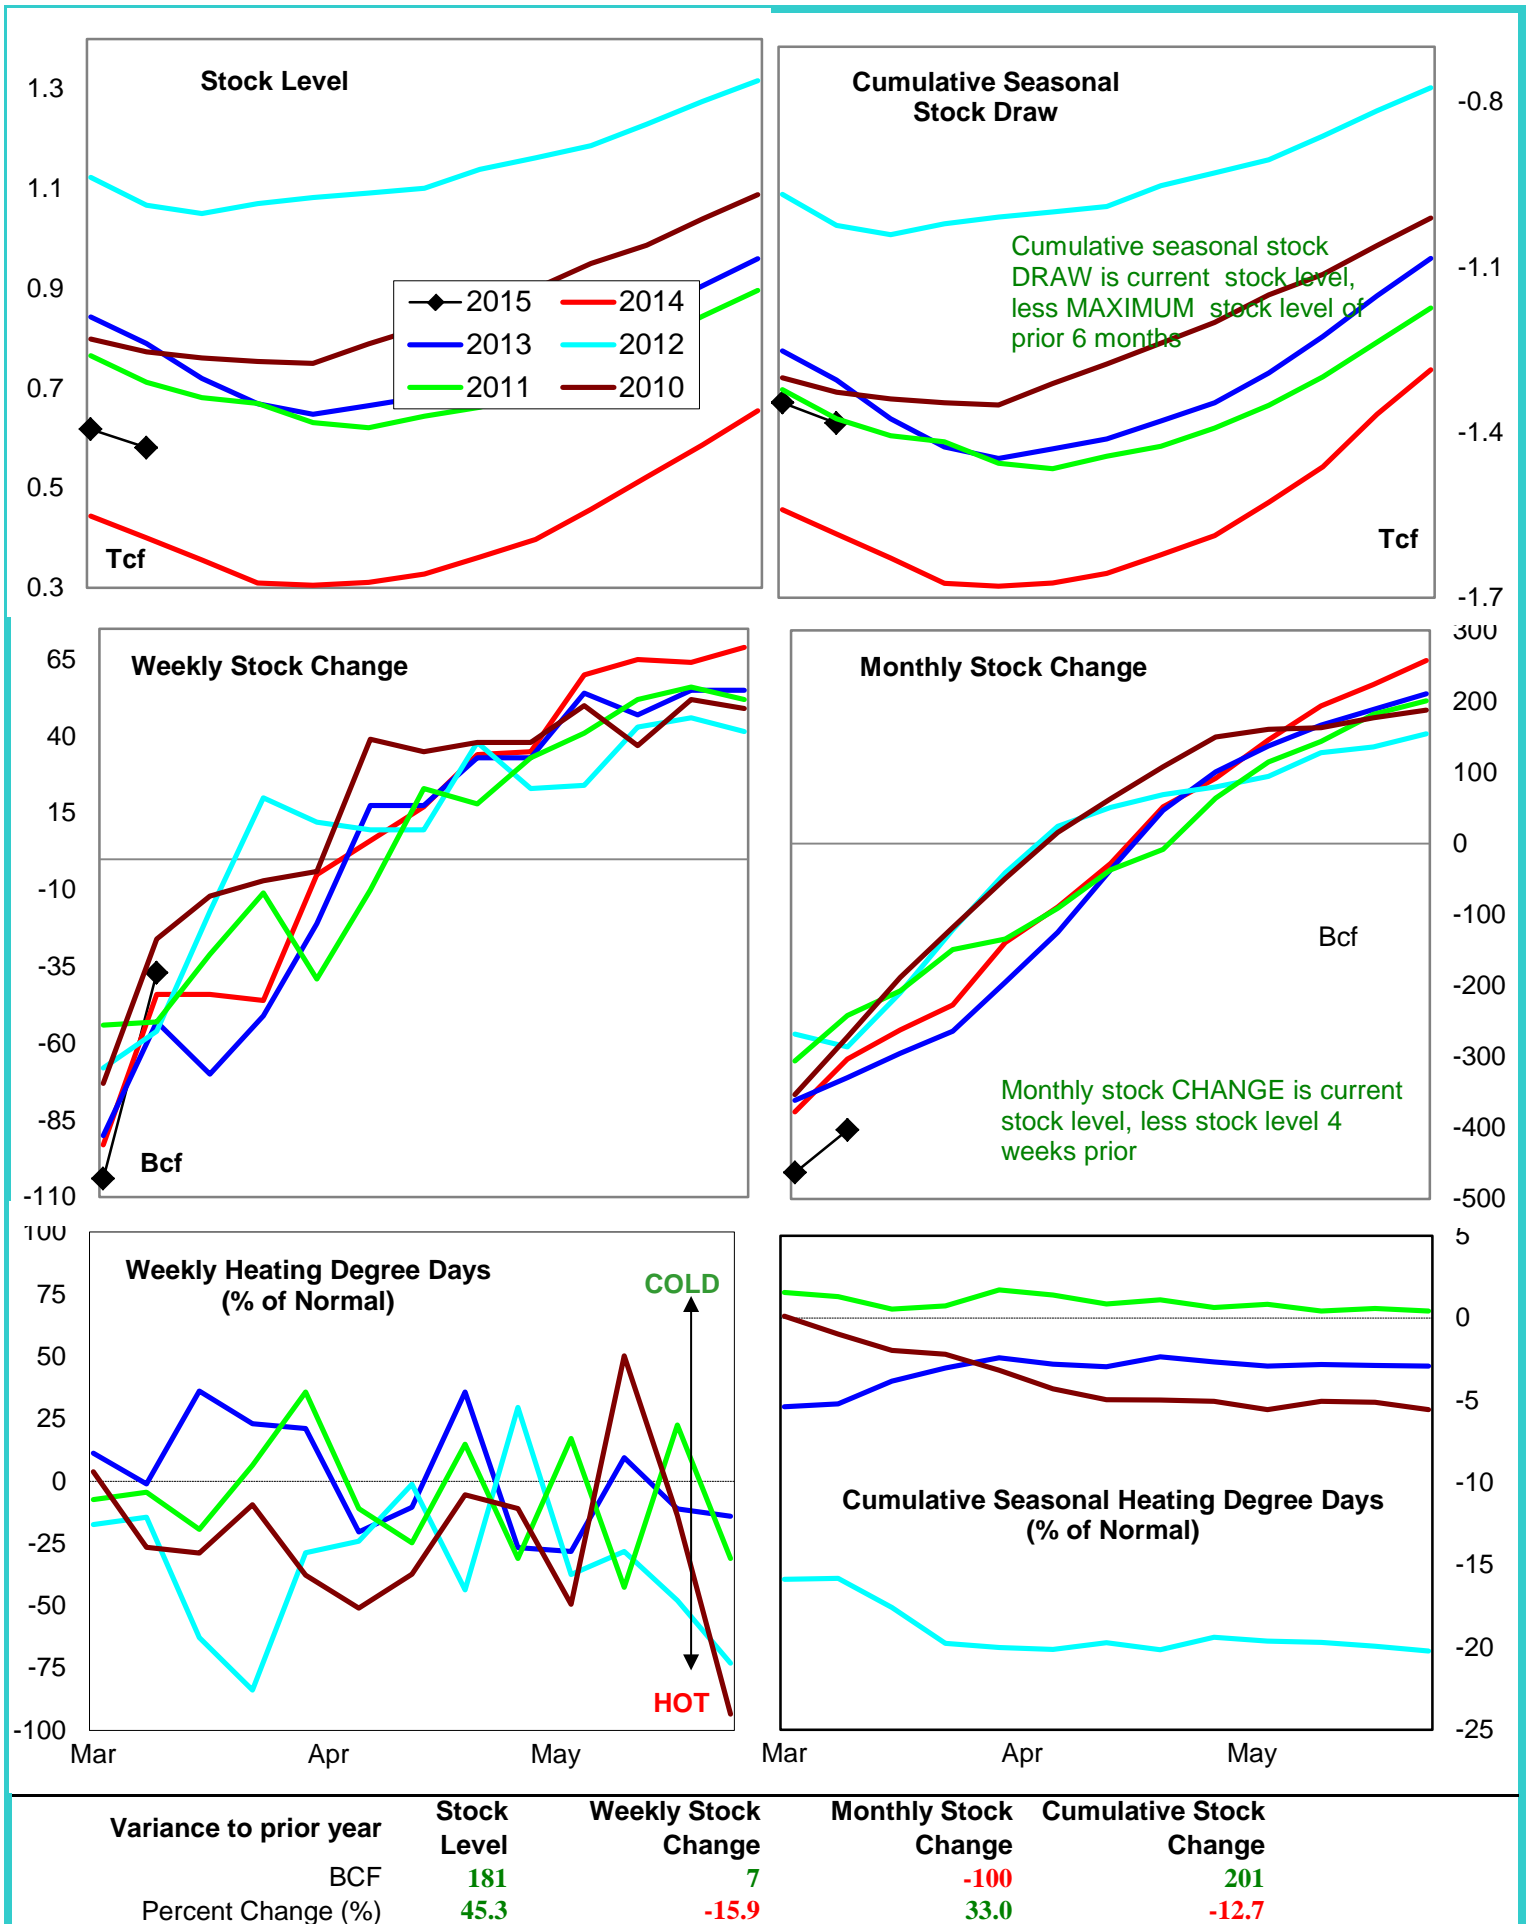 Stock Level
1.3
1.1
0.9
0.7
0.5
0.3
Tcf
2015
2014
2013
2012
2011
2010
Cumulative Seasonal
Stock Draw
Cumulative seasonal stock
DRAW is current stock level,
less MAXIMUM stock level of
prior 6 months
Tcf
-0.8
-1.1
-1.4
-1.7
Weekly Stock Change
65
40
15
-10
-35
-60
-85
-110
Bcf
Monthly Stock Change
Bcf
Monthly stock CHANGE is current
stock level, less stock level 4
weeks prior
300
200
100
0
-100
-200
-300
-400
-500
Weekly Heating Degree Days
(% of Normal)
COLD
HOT
100
75
50
25
0
-25
-50
-75
-100
Mar
Apr
May
Cumulative Seasonal Heating Degree Days
(% of Normal)
5
0
-5
-10
-15
-20
-25
Mar
Apr
May
Variance to prior year
Stock
Level
Weekly Stock
Change
Monthly Stock
Change
Cumulative Stock
Change
BCF 181 7 -100 201
Percent Change (%) 45.3 -15.9 33.0 -12.7